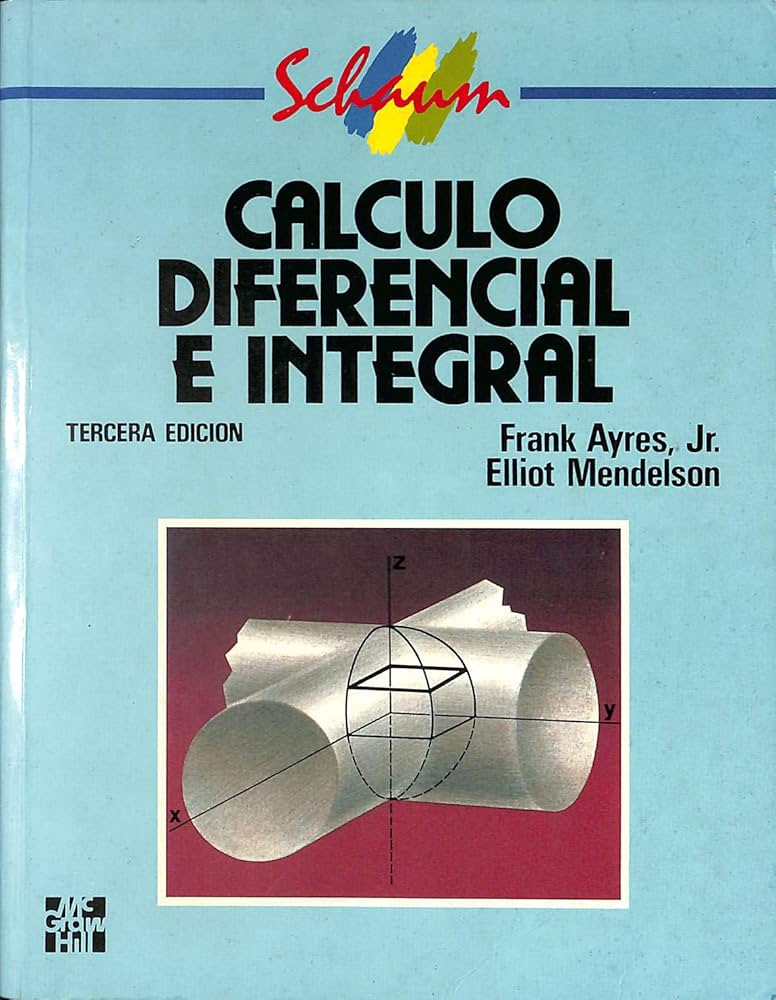 Schaum
CALCULO
DIFERENCIAL
E INTEGRAL
TERCERA EDICION
Frank Ayres, Jr.
Elliot Mendelson
z
y
x
Mc
Graw
Hill